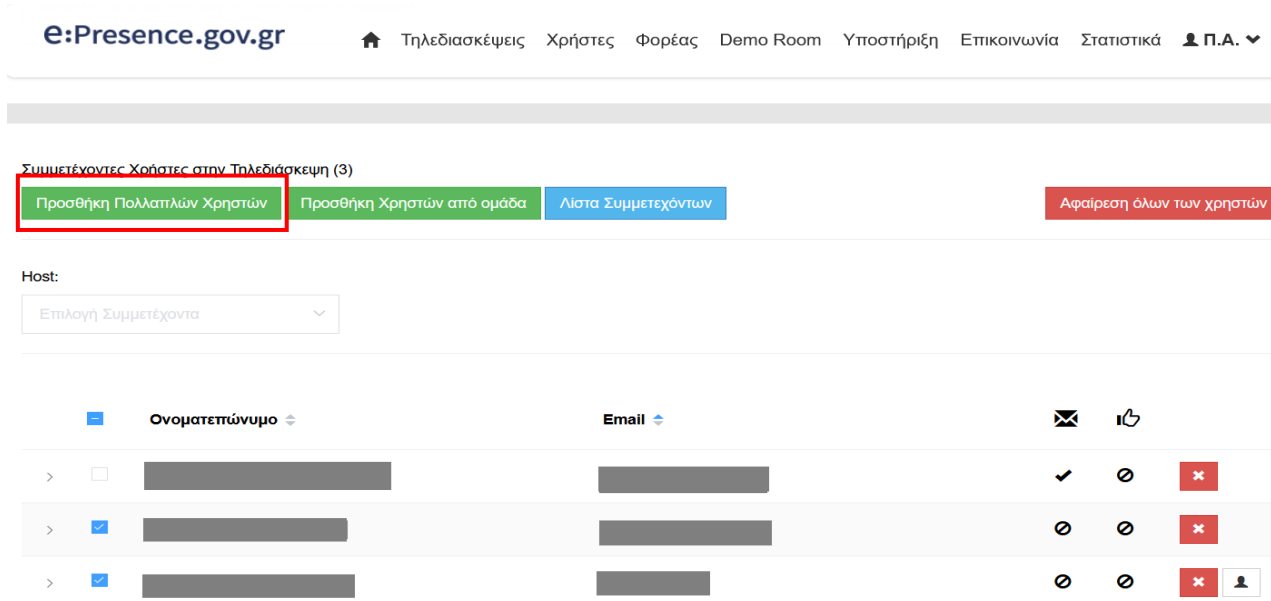 e:Presence.gov.gr
Τηλεδιασκέψεις Χρήστες Φορέας Demo Room Υποστήριξη Επικοινωνία Στατιστικά Π.Α.
Συμμετέχοντες Χρήστες στην Τηλεδιάσκεψη (3)
Προσθήκη Πολλαπλών Χρηστών Προσθήκη Χρηστών από ομάδα Λίστα Συμμετεχόντων Αφαίρεση όλων των χρηστών
Host:
Επιλογή Συμμετέχοντα
Ονοματεπώνυμο Email